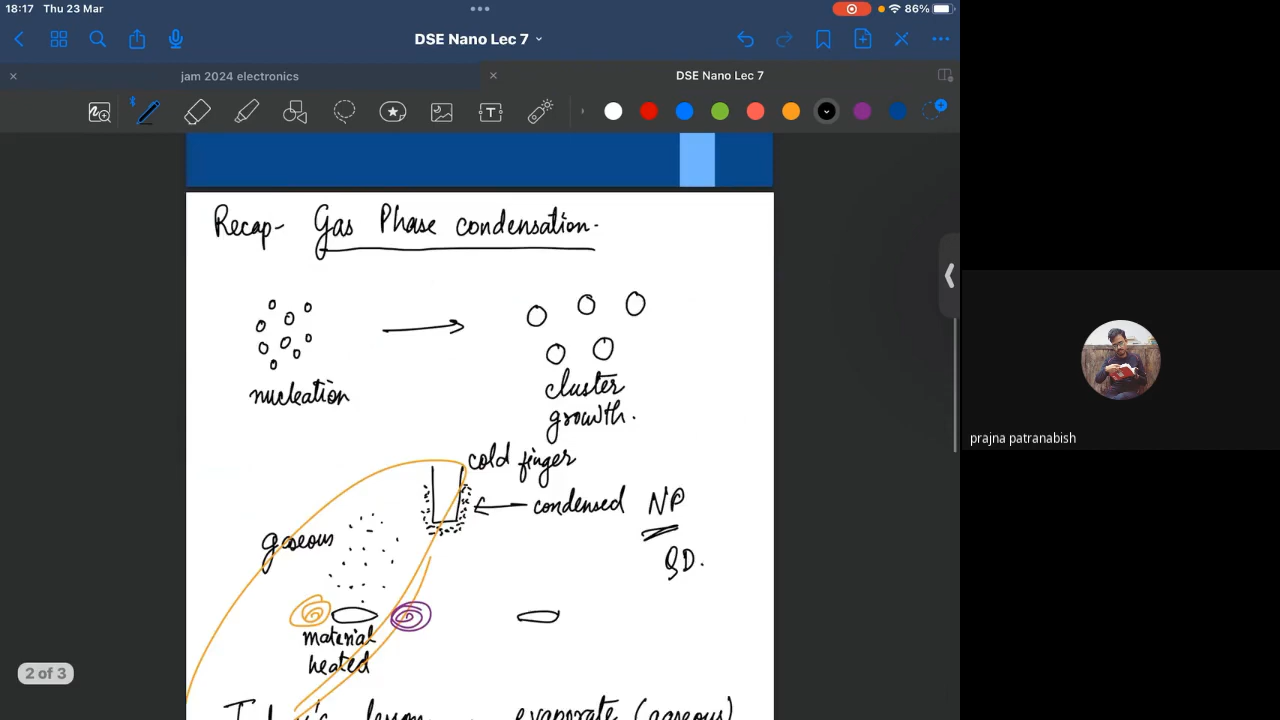 18:17 Thu 23 Mar
86%
DSE Nano Lec 7
jam 2024 electronics
DSE Nano Lec 7
Recap- Gas Phase condensation.
nucleation
cluster
growth.
cold finger
condensed NP
QD.
gaseous
material
heated
Today's lesson
evaporate (gaseous)
2 of 3
prajna patranabish